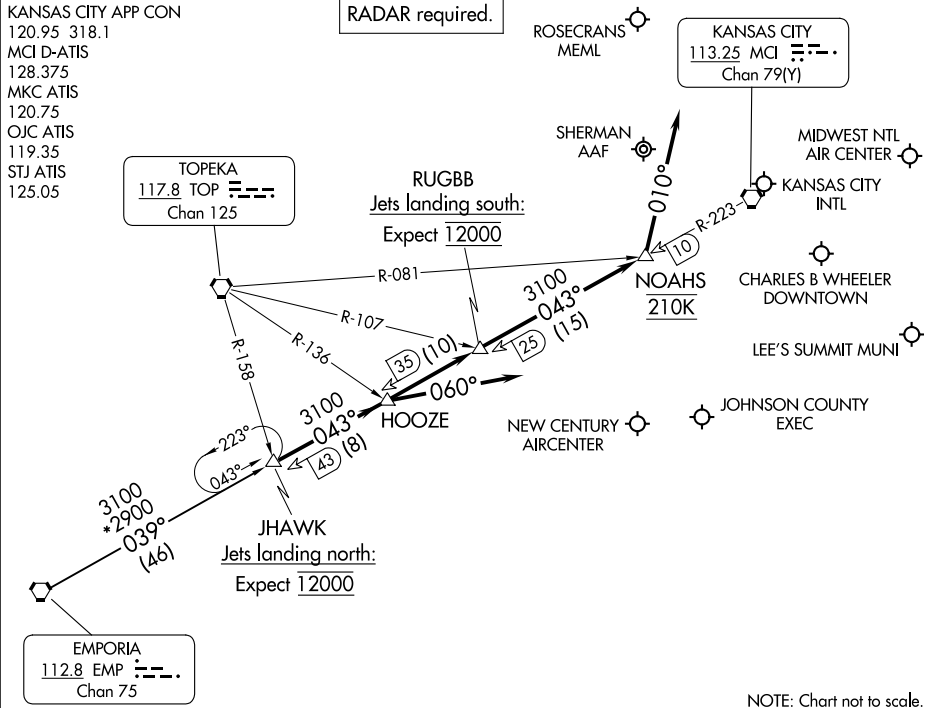 KANSAS CITY APP CON
120.95 318.1
MCI D-ATIS
128.375
MKC ATIS
120.75
OJC ATIS
119.35
STJ ATIS
125.05
RADAR required.
ROSECRANS
MEML
KANSAS CITY
113.25 MCI
Chan 79(Y)
SHERMAN
AAF
MIDWEST NTL
AIR CENTER
KANSAS CITY
INTL
TOPEKA
117.8 TOP
Chan 125
RUGBB
Jets landing south:
Expect 12000
010°
R-223
10
R-081
NOAHS
210K
CHARLES B WHEELER
DOWNTOWN
3100
043°
(15)
25
R-107
R-136
R-158
35
(10)
LEE'S SUMMIT MUNI
060°
HOOZE
3100
043°
(8)
43
NEW CENTURY
AIRCENTER
JOHNSON COUNTY
EXEC
223°
043°
3100
*2900
039°
(46)
JHAWK
Jets landing north:
Expect 12000
EMPORIA
112.8 EMP
Chan 75
NOTE: Chart not to scale.